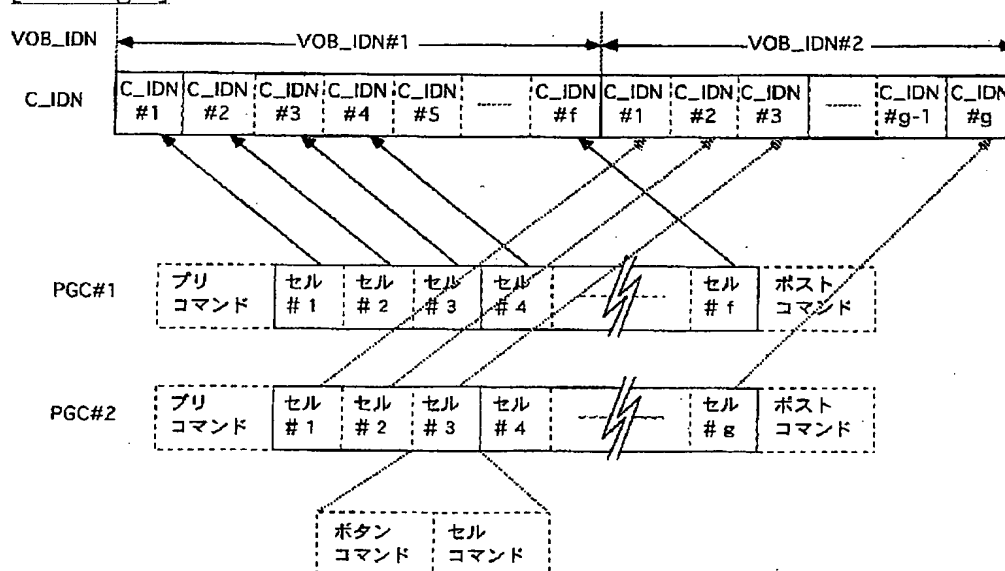 VOB_IDN
VOB_IDN#1
VOB_IDN#2
C_IDN
C_IDN #1
C_IDN #2
C_IDN #3
C_IDN #4
C_IDN #5
C_IDN #f
C_IDN #1
C_IDN #2
C_IDN #3
C_IDN #g-1
C_IDN #g
PGC#1
プリ
コマンド
セル
#1
セル
#2
セル
#3
セル
#4
セル
#f
ポスト
コマンド
PGC#2
プリ
コマンド
セル
#1
セル
#2
セル
#3
セル
#4
セル
#g
ポスト
コマンド
ボタン
コマンド
セル
コマンド